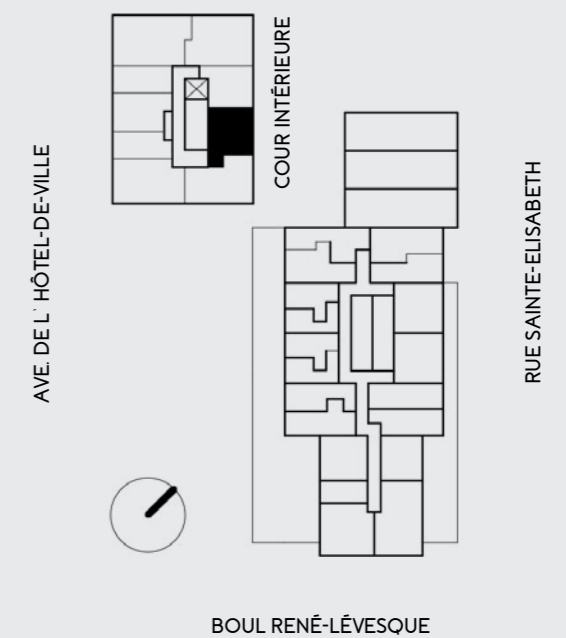 COUR INTÉRIEURE
AVE. DE L' HÔTEL-DE-VILLE
RUE SAINTE-ELISABETH
BOUL RENÉ-LÉVESQUE